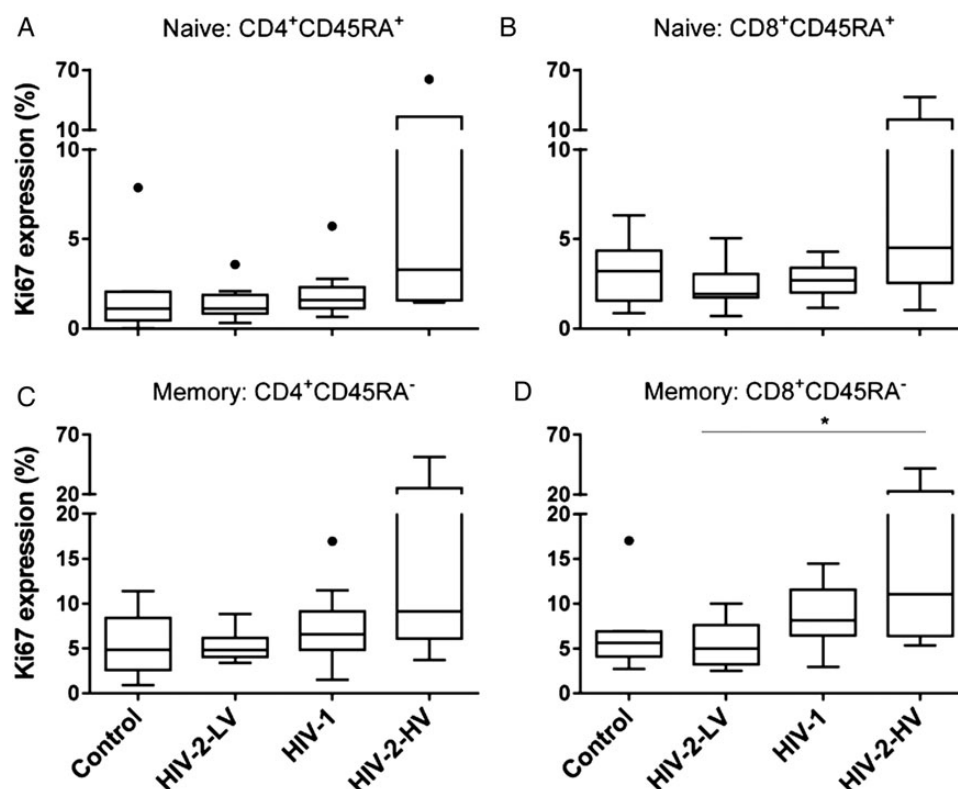 A Naive: CD4⁺CD45RA⁺
B Naive: CD8⁺CD45RA⁺
Ki67 expression (%)
70
10
10
5
0
70
10
10
5
0
C Memory: CD4⁺CD45RA⁻
D Memory: CD8⁺CD45RA⁻
*
Ki67 expression (%)
70
20
20
15
10
5
0
70
20
20
15
10
5
0
Control
HIV-2-LV
HIV-1
HIV-2-HV
Control
HIV-2-LV
HIV-1
HIV-2-HV